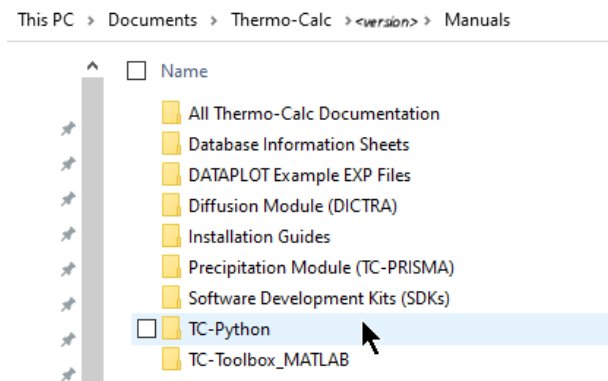 This PC > Documents > Thermo-Calc > <version> > Manuals
Name
All Thermo-Calc Documentation
Database Information Sheets
DATAPLOT Example EXP Files
Diffusion Module (DICTRA)
Installation Guides
Precipitation Module (TC-PRISMA)
Software Development Kits (SDKs)
TC-Python
TC-Toolbox_MATLAB